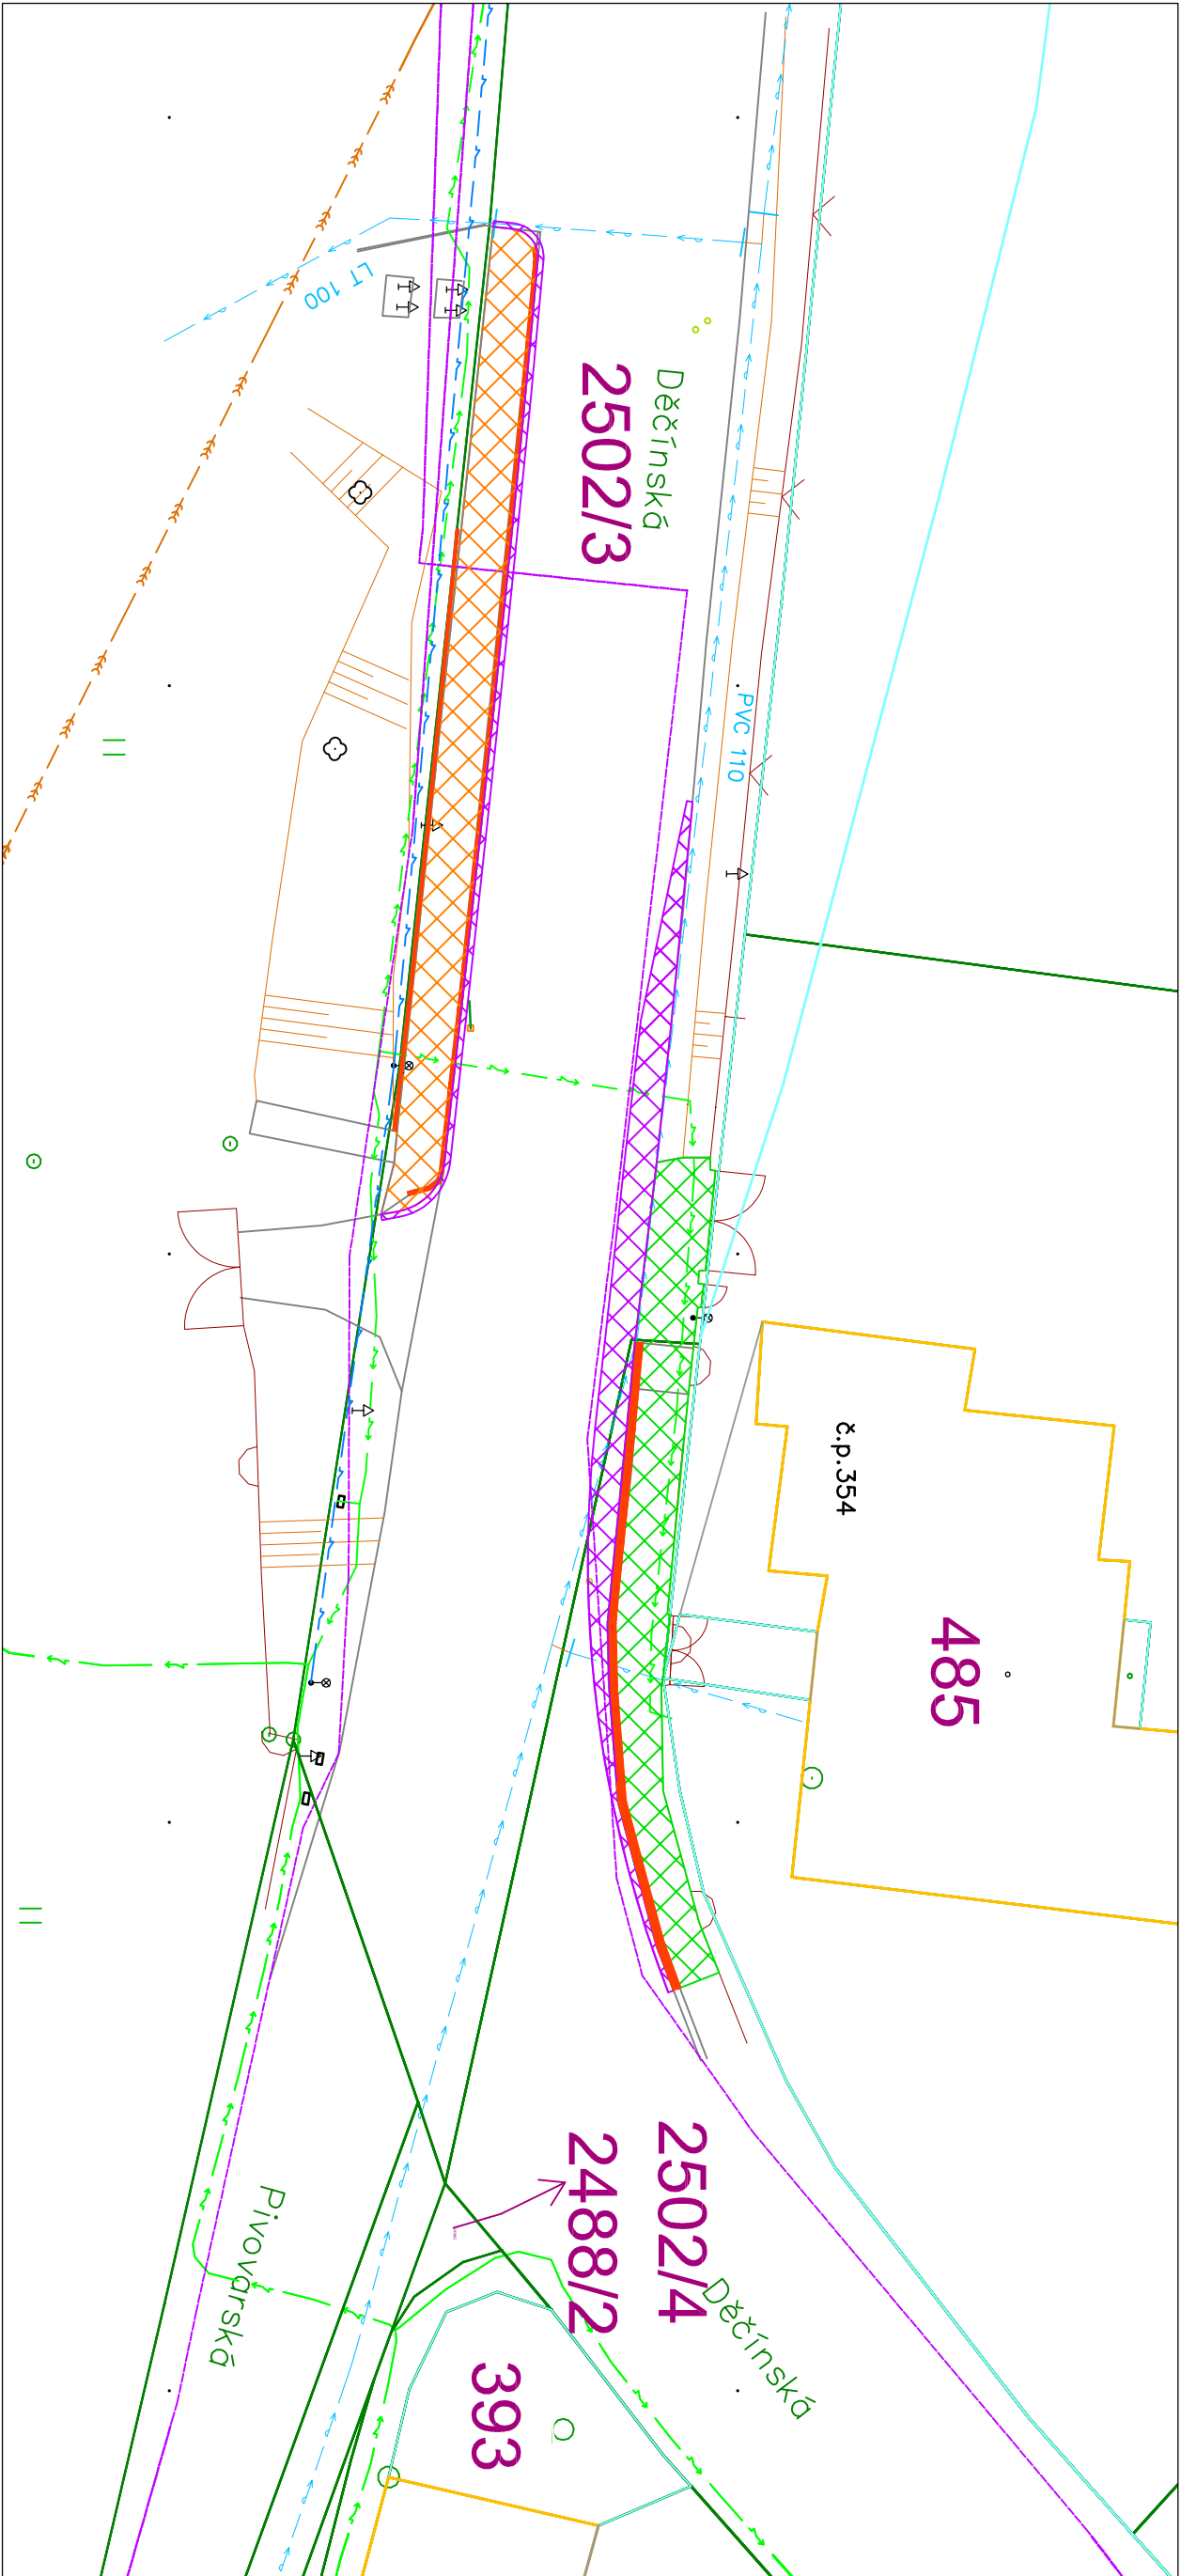 LT 100
2502/3
Děčínská
PVC 110
č.p.354
485
2502/4
2488/2
Děčínská
Pivovarská
393